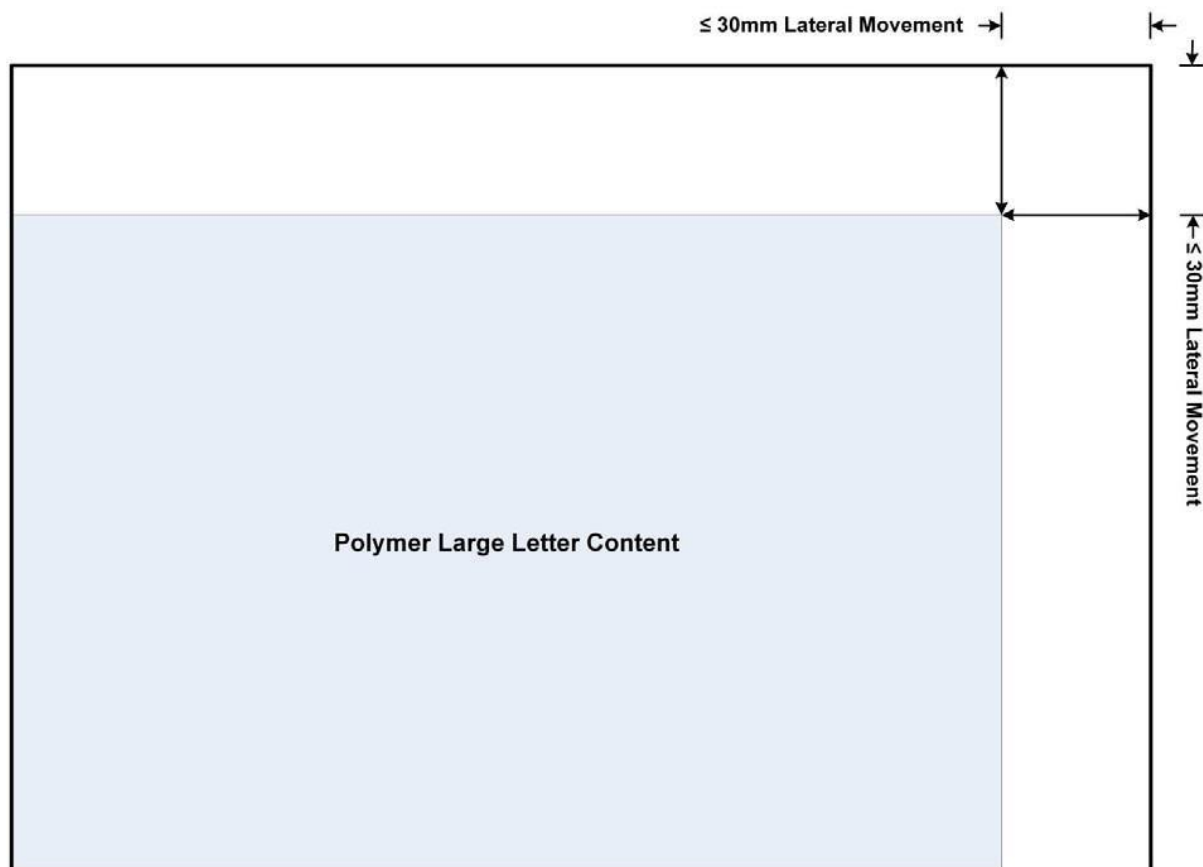 ≤ 30mm Lateral Movement
≤ 30mm Lateral Movement
Polymer Large Letter Content